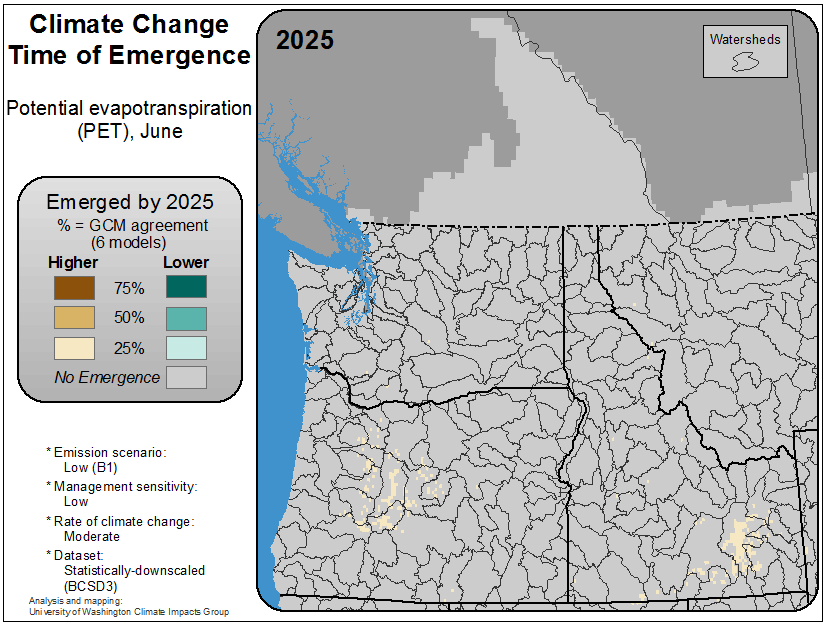 Climate Change
Time of Emergence
Potential evapotranspiration
(PET), June
Emerged by 2025
% = GCM agreement
(6 models)
Higher Lower
75%
50%
25%
No Emergence
* Emission scenario:
Low (B1)
* Management sensitivity:
Low
* Rate of climate change:
Moderate
* Dataset:
Statistically-downscaled
(BCSD3)
Analysis and mapping:
University of Washington Climate Impacts Group
2025
Watersheds